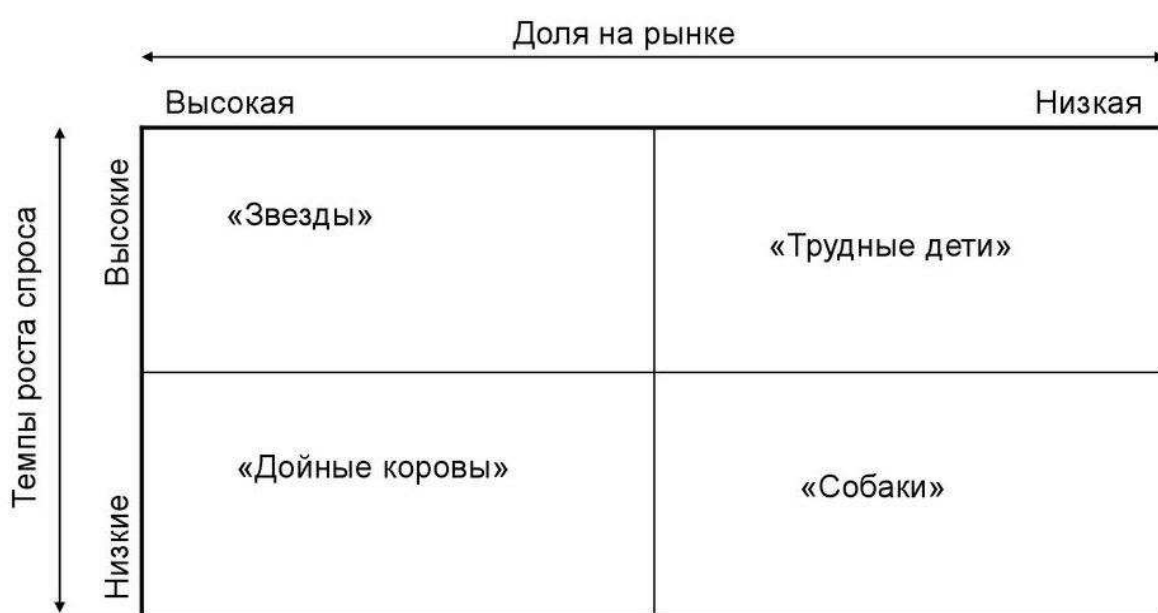 Доля на рынке
Высокая
Низкая
Темпы роста спроса
Высокие
«Звезды»
«Трудные дети»
Низкие
«Дойные коровы»
«Собаки»